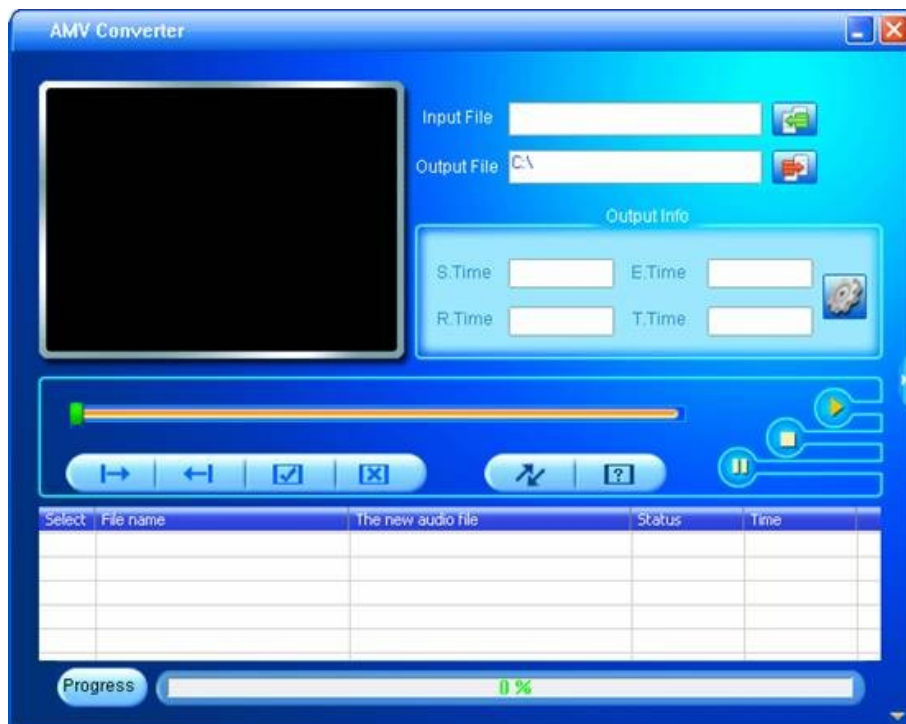 AMV Converter
Input File
Output File C:\
Output Info
S.Time E.Time
R.Time T.Time
?
Select File name The new audio file Status Time
Progress 0 %